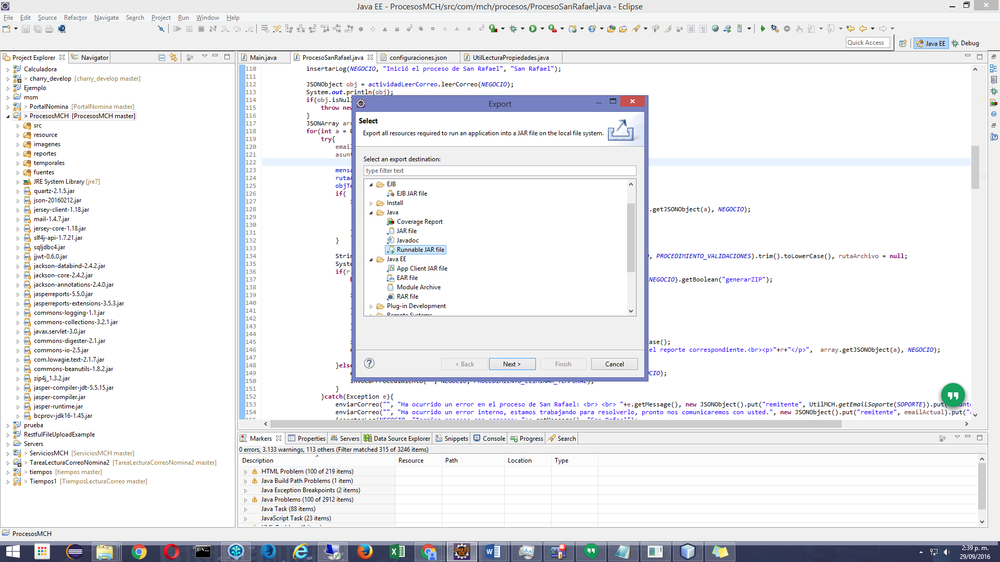 Java EE - ProcesosMCH/src/com/mch/procesos/ProcesoSanRafael.java - Eclipse
File Edit Source Refactor Navigate Search Project Run Window Help
Quick Access
Java EE
Debug
Project Explorer
Navigator
Calculadora
> charry_develop [charry_develop master]
Ejemplo
msm
> PortalNomina [PortalNomina master]
> ProcesosMCH [ProcesosMCH master]
src
resource
imagenes
reportes
temporales
fuentes
JRE System Library [jre7]
quartz-2.1.5.jar
json-20160212.jar
jersey-client-1.18.jar
mail-1.4.7.jar
jersey-core-1.18.jar
slf4j-api-1.7.21.jar
sqljdbc4.jar
jjwt-0.6.0.jar
jackson-databind-2.4.2.jar
jackson-core-2.4.2.jar
jackson-annotations-2.4.0.jar
jasperreports-5.5.0.jar
jasperreports-extensions-3.5.3.jar
commons-logging-1.1.jar
commons-collections-3.2.1.jar
javax.servlet-3.0.jar
commons-digester-2.1.jar
commons-io-2.5.jar
com.lowagie.text-2.1.7.jar
commons-beanutils-1.8.2.jar
zip4j_1.3.2.jar
jasper-compiler-jdt-5.5.15.jar
jasper-compiler.jar
jasper-runtime.jar
bcprov-jdk16-1.45.jar
prueba
RestfulFileUploadExample
Servers
> ServiciosMCH [ServiciosMCH master]
> TareaLecturaCorreoNomina2 [TareaLecturaCorreoNomina2 master]
> tiempos [tiempos master]
> Tiempos1 [TiemposLecturaCorreo master]
Main.java
ProcesoSanRafael.java
configuraciones.json
UtilLecturaPropiedades.java
110 insertarLog(NEGOCIO, "Inició el proceso de San Rafael", "San Rafael");
111
112 JSONObject obj = actividadLeerCorreo.leerCorreo(NEGOCIO);
113 System.out.println(obj);
114 if(obj.isNul
115 throw new
116 }
117 JSONArray ar
118 for(int a =
119 try{
120 emai
121 asun
122
123 mensa
124 ruta
125 objT
126 if(
127
128 .getJSONObject(a), NEGOCIO);
129
130
131
132 }
133
134 Strin , PROCEDIMIENTO_VALIDACIONES).trim().toLowerCase(), rutaArchivo = null;
135 Syste
136 if(r
137 NEGOCIO).getBoolean("generarZIP");
138
139
140
141
142
143
144
145 ase();
146 el reporte correspondiente.<br><p>"+r+"</p>", array.getJSONObject(a), NEGOCIO);
147
148 }else
149 CIO);
150 invocarProcedimiento( , NEGOCIO, PROCEDIMIENTO_ELIMINAR_TEMPORAL);
151 }
152 }catch(Exception e){
153 enviarCorreo("", "Ha ocurrido un error en el proceso de San Rafael: <br> <br> "+e.getMessage(), new JSONObject().put("remitente", UtilMCH.getEmailSoporte(SOPORTE)).put(
154 enviarCorreo("", "Ha ocurrido un error interno, estamos trabajando para resolverlo, pronto nos comunicaremos con usted.", new JSONObject().put("remitente", emailActual).put("
Export
Select
Export all resources required to run an application into a JAR file on the local file system.
Select an export destination:
type filter text
EJB
EJB JAR file
Install
Java
Coverage Report
JAR file
Javadoc
Runnable JAR file
Java EE
App Client JAR file
EAR file
Module Archive
RAR file
Plug-in Development
Remote Systems
< Back
Next >
Finish
Cancel
Markers Properties Servers Data Source Explorer Snippets Console Progress Search
0 errors, 3.133 warnings, 113 others (Filter matched 315 of 3246 items)
Description Resource Path Location Type
HTML Problem (100 of 219 items)
Java Build Path Problems (1 item)
Java Exception Breakpoints (2 items)
Java Problems (100 of 2912 items)
Java Task (88 items)
JavaScript Task (23 items)
ProcesosMCH
2:39 p. m.
29/09/2016